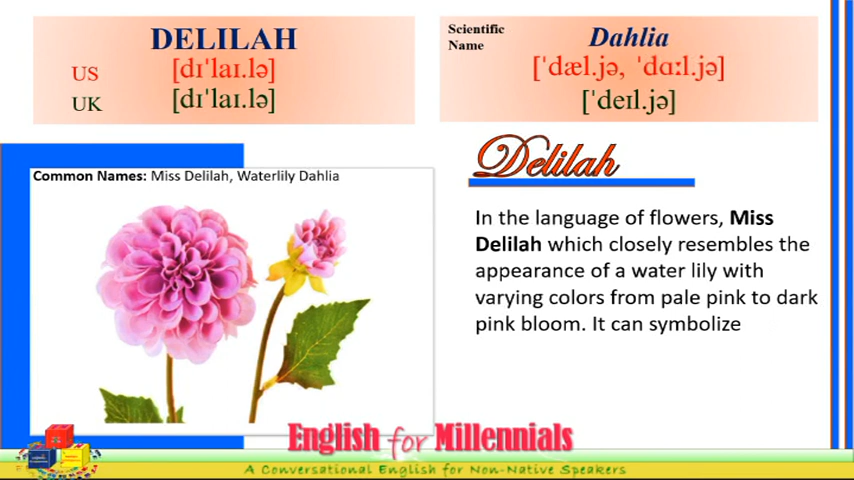 DELILAH
US [dɪˈlaɪ.lə]
UK [dɪˈlaɪ.lə]
Scientific
Name
Dahlia
[ˈdæl.jə, ˈdɑːl.jə]
[ˈdeɪl.jə]
Common Names: Miss Delilah, Waterlily Dahlia
Delilah
In the language of flowers, Miss
Delilah which closely resembles the
appearance of a water lily with
varying colors from pale pink to dark
pink bloom. It can symbolize
English for Millennials
A Conversational English for Non-Native Speakers